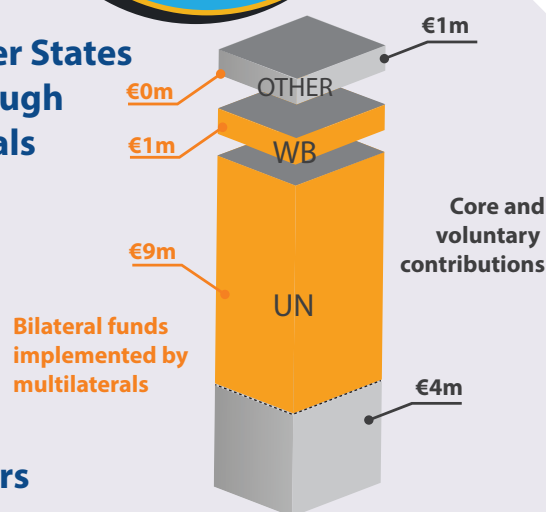 er States
ugh
als
€1m
€0m
OTHER
€1m
WB
Core and
voluntary
contributions
€9m
UN
Bilateral funds
implemented by
multilaterals
€4m
rs